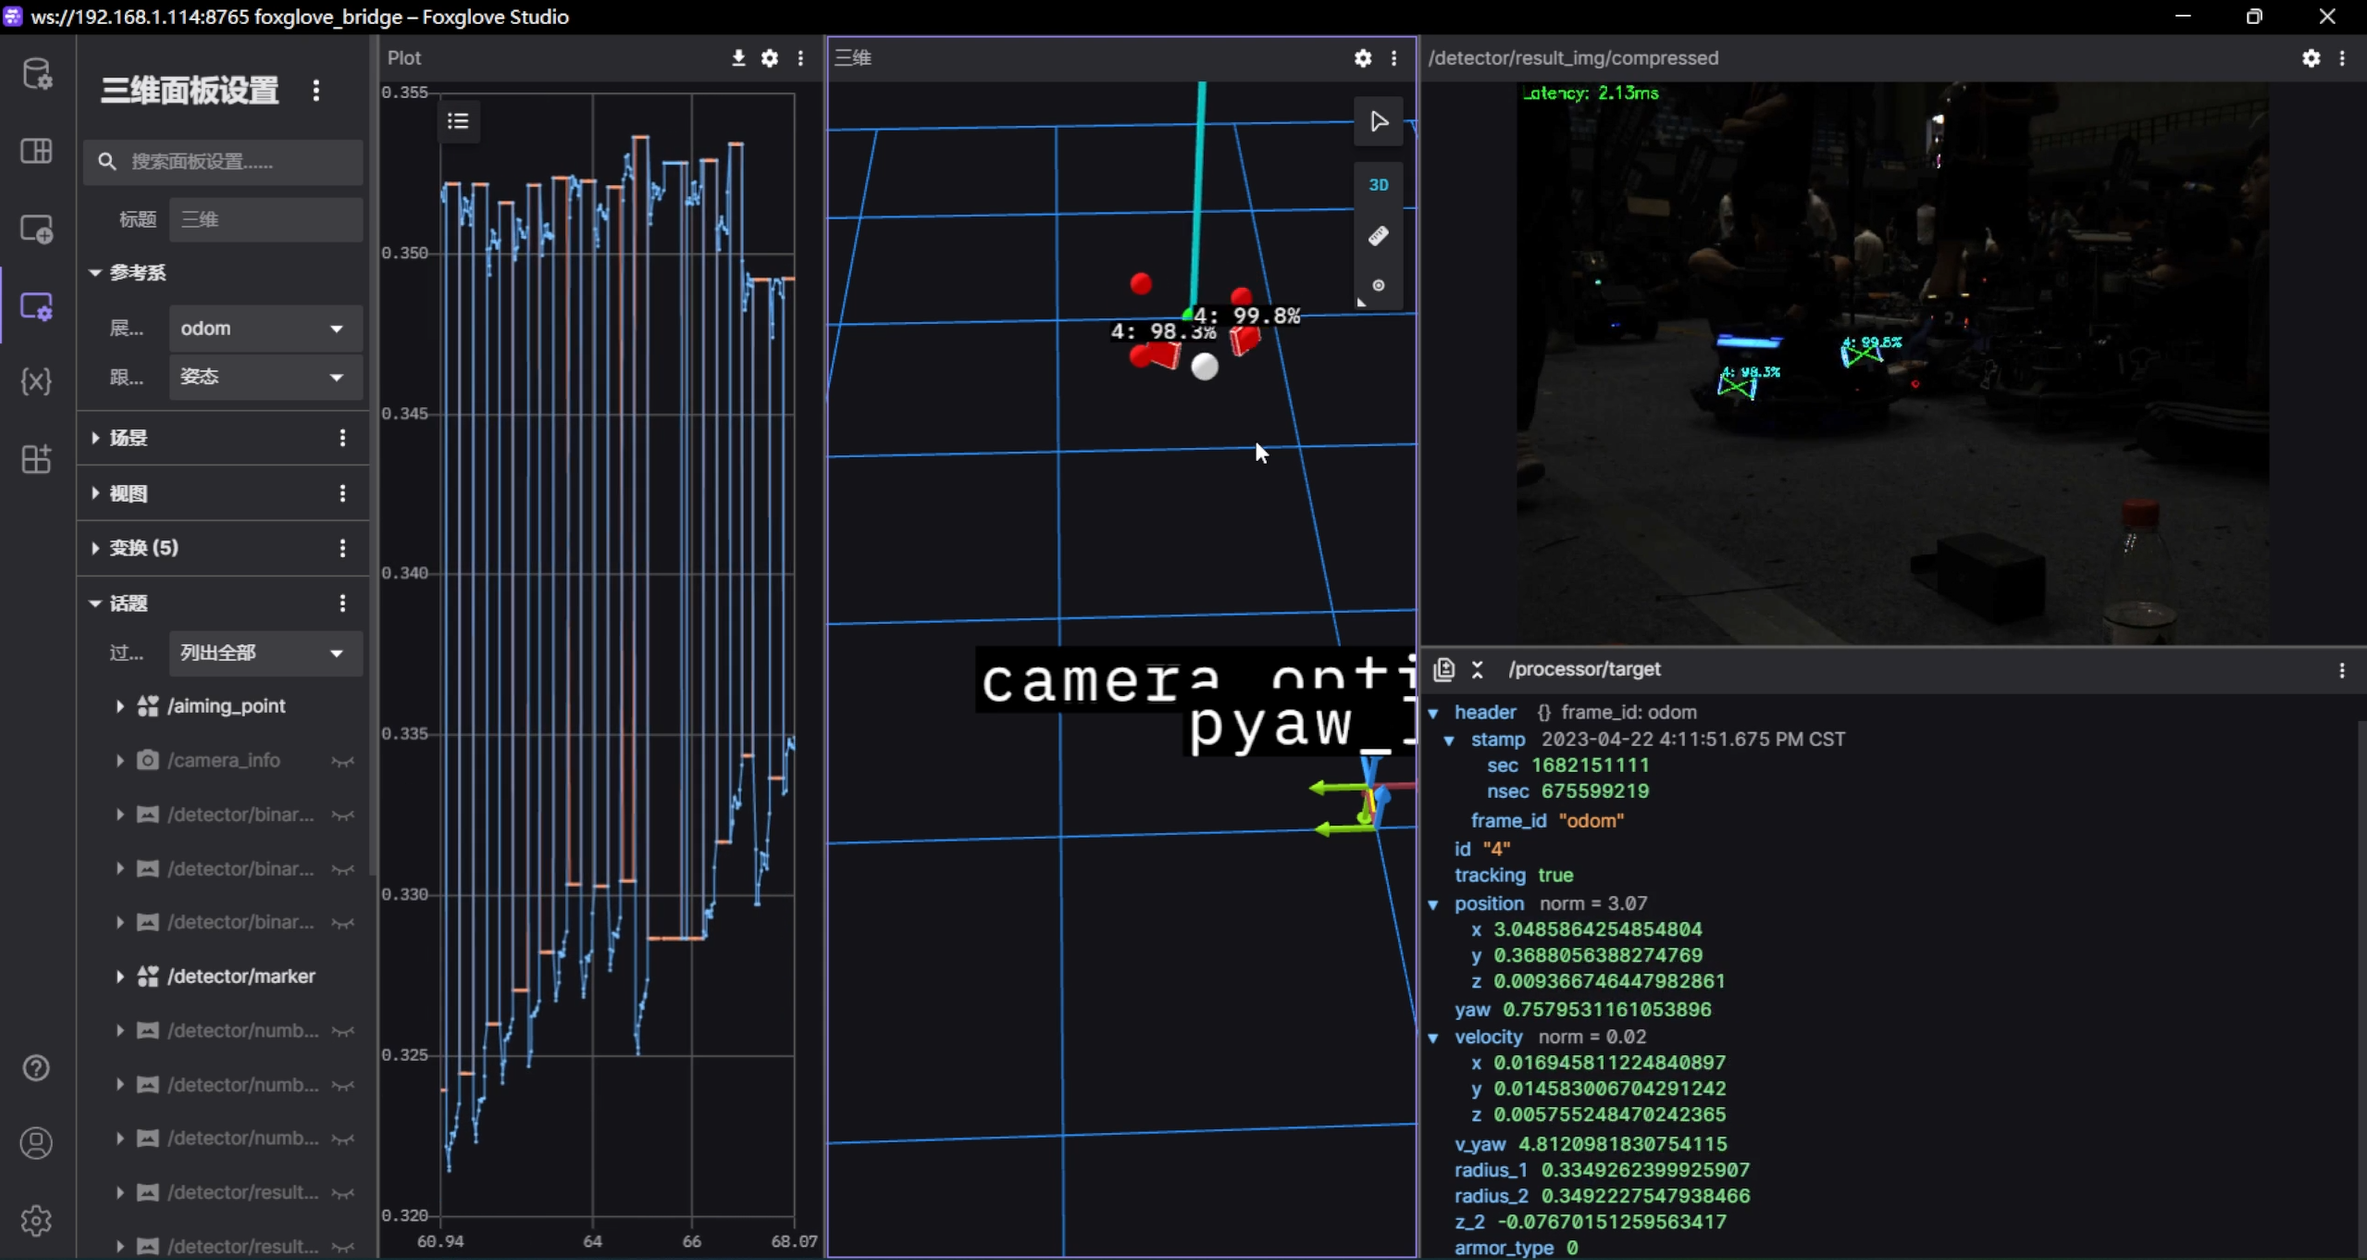 ws://192.168.1.114:8765 foxglove_bridge – Foxglove Studio
三维面板设置
搜索面板设置......
标题 三维
参考系
展... odom
跟... 姿态
场景
视图
变换 (5)
话题
过... 列出全部
/aiming_point
/camera_info
/detector/binar...
/detector/binar...
/detector/binar...
/detector/marker
/detector/numb...
/detector/numb...
/detector/numb...
/detector/result...
/detector/result...
Plot
0.355
0.350
0.345
0.340
0.335
0.330
0.325
0.320
60.94 64 66 68.07
三维
3D
4: 99.8%
4: 98.3%
camera_opti
pyaw_
/detector/result_img/compressed
Latency: 2.13ms
4: 99.8%
4: 98.3%
/processor/target
header {} frame_id: odom
stamp 2023-04-22 4:11:51.675 PM CST
sec 1682151111
nsec 675599219
frame_id "odom"
id "4"
tracking true
position norm = 3.07
x 3.0485864254854804
y 0.3688056388274769
z 0.009366746447982861
yaw 0.7579531161053896
velocity norm = 0.02
x 0.016945811224840897
y 0.014583006704291242
z 0.005755248470242365
v_yaw 4.8120981830754115
radius_1 0.3349262399925907
radius_2 0.3492227547938466
z_2 -0.076701512595634​17
armor_type 0